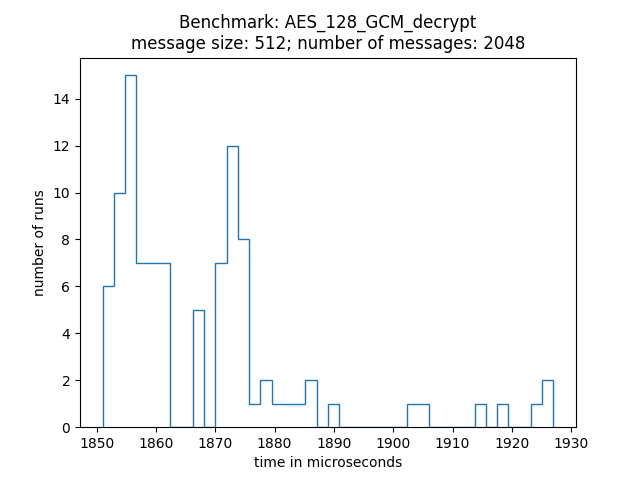 Benchmark: AES_128_GCM_decrypt
message size: 512; number of messages: 2048
number of runs
14
12
10
8
6
4
2
0
1850 1860 1870 1880 1890 1900 1910 1920 1930
time in microseconds